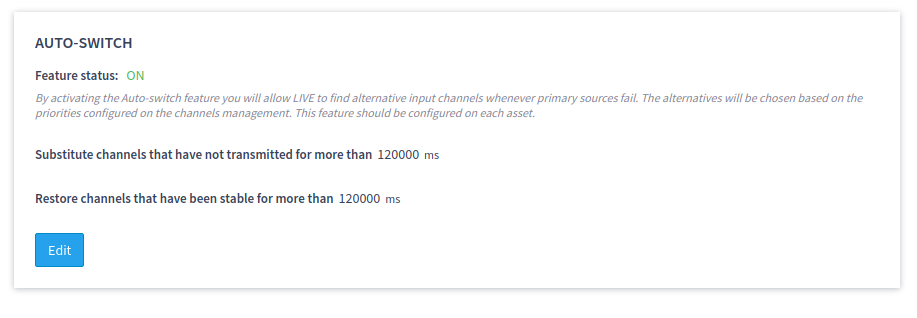 AUTO-SWITCH
Feature status: ON
By activating the Auto-switch feature you will allow LIVE to find alternative input channels whenever primary sources fail. The alternatives will be chosen based on the
priorities configured on the channels management. This feature should be configured on each asset.
Substitute channels that have not transmitted for more than 120000 ms
Restore channels that have been stable for more than 120000 ms
Edit